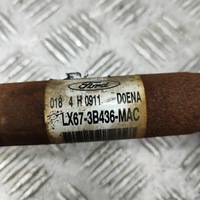 Ford
018 4 H 0911 D0ENA
LX67-3B436-MAC